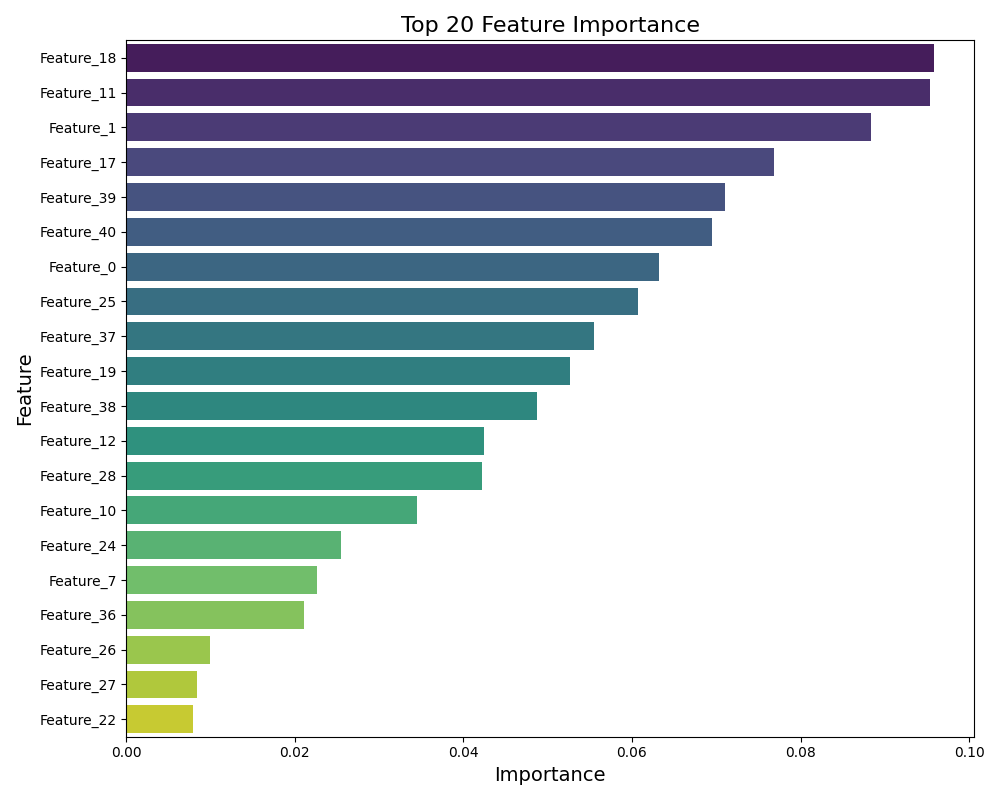 Top 20 Feature Importance
Feature_18
Feature_11
Feature_1
Feature_17
Feature_39
Feature_40
Feature_0
Feature_25
Feature_37
Feature_19
Feature_38
Feature_12
Feature_28
Feature_10
Feature_24
Feature_7
Feature_36
Feature_26
Feature_27
Feature_22
Feature
0.00 0.02 0.04 0.06 0.08 0.10
Importance